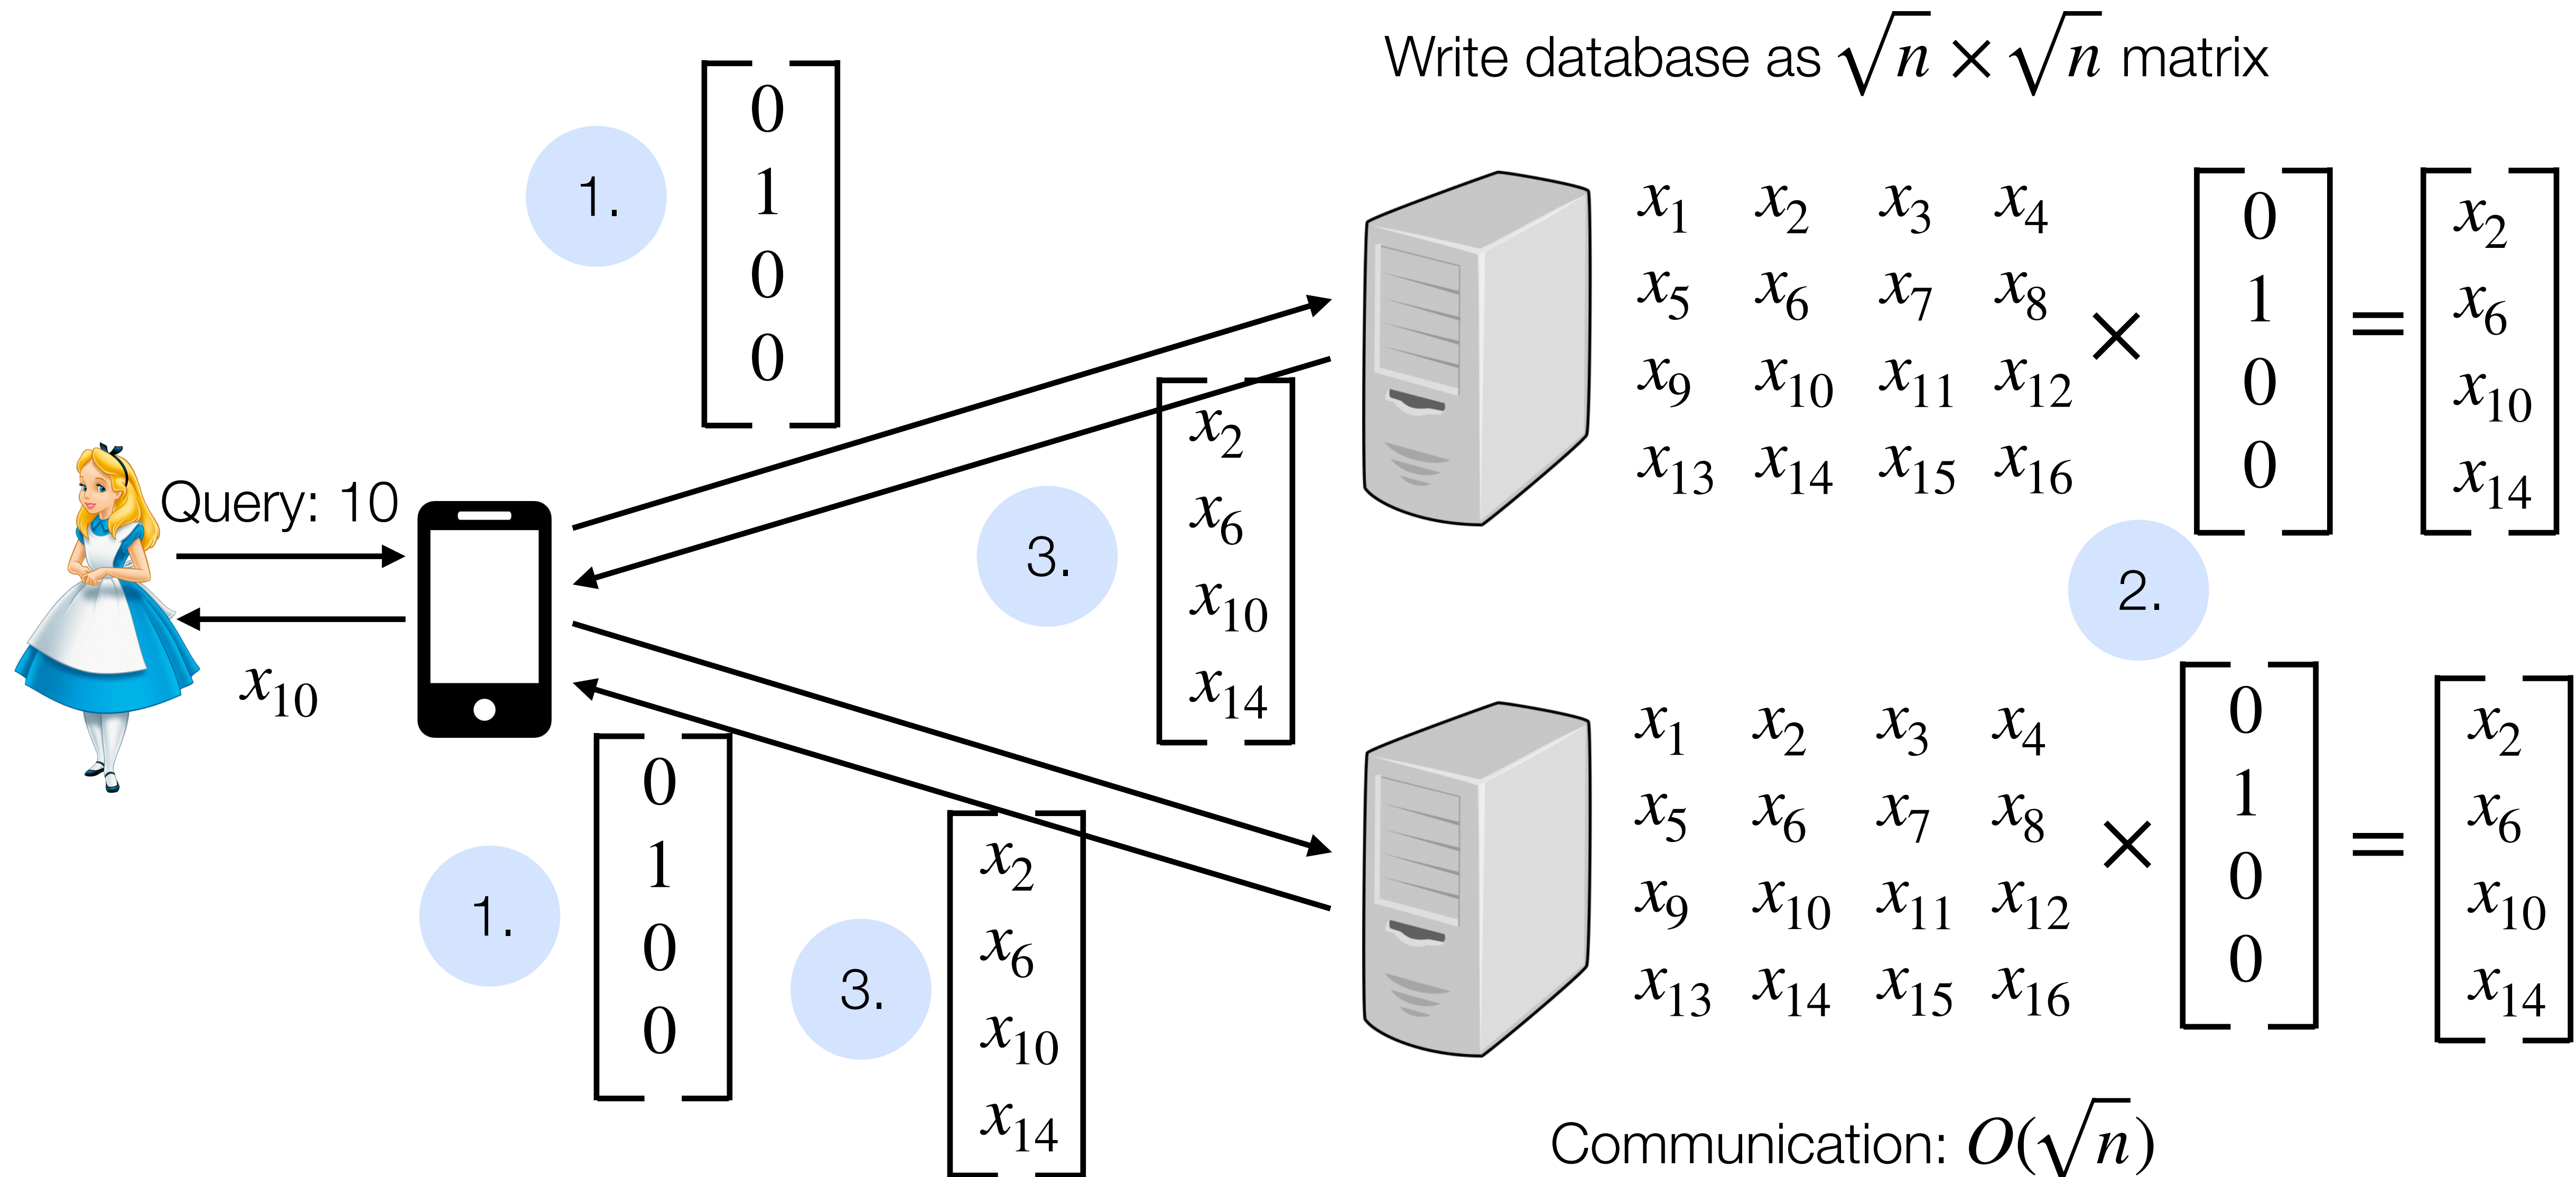 Write database as √n × √n matrix
1.
0
1
0
0
x₁ x₂ x₃ x₄
x₅ x₆ x₇ x₈
x₉ x₁₀ x₁₁ x₁₂
x₁₃ x₁₄ x₁₅ x₁₆
×
0
1
0
0
=
x₂
x₆
x₁₀
x₁₄
Query: 10
x₁₀
3.
x₂
x₆
x₁₀
x₁₄
2.
1.
0
1
0
0
3.
x₂
x₆
x₁₀
x₁₄
x₁ x₂ x₃ x₄
x₅ x₆ x₇ x₈
x₉ x₁₀ x₁₁ x₁₂
x₁₃ x₁₄ x₁₅ x₁₆
×
0
1
0
0
=
x₂
x₆
x₁₀
x₁₄
Communication: O(√n)